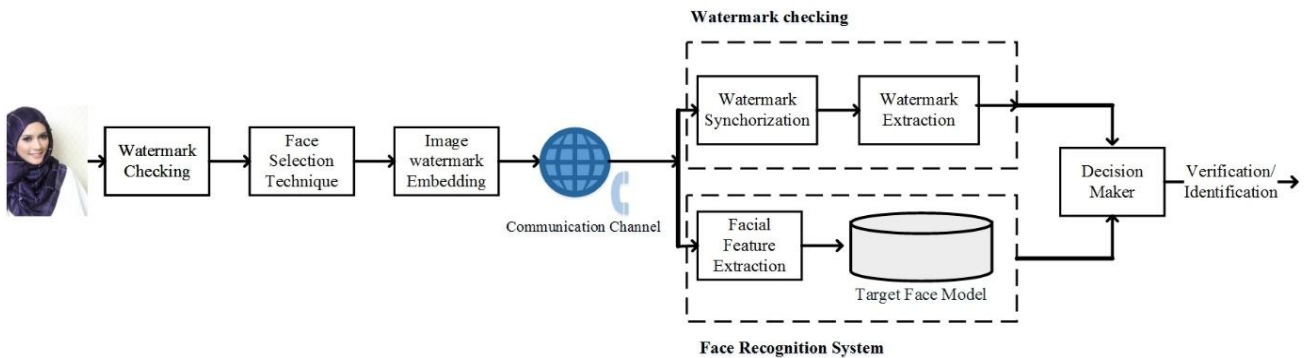 Watermark checking
Watermark
Checking
Face
Selection
Technique
Image
watermark
Embedding
Communication Channel
Watermark
Synchorization
Watermark
Extraction
Facial
Feature
Extraction
Target Face Model
Face Recognition System
Decision
Maker
Verification/
Identification